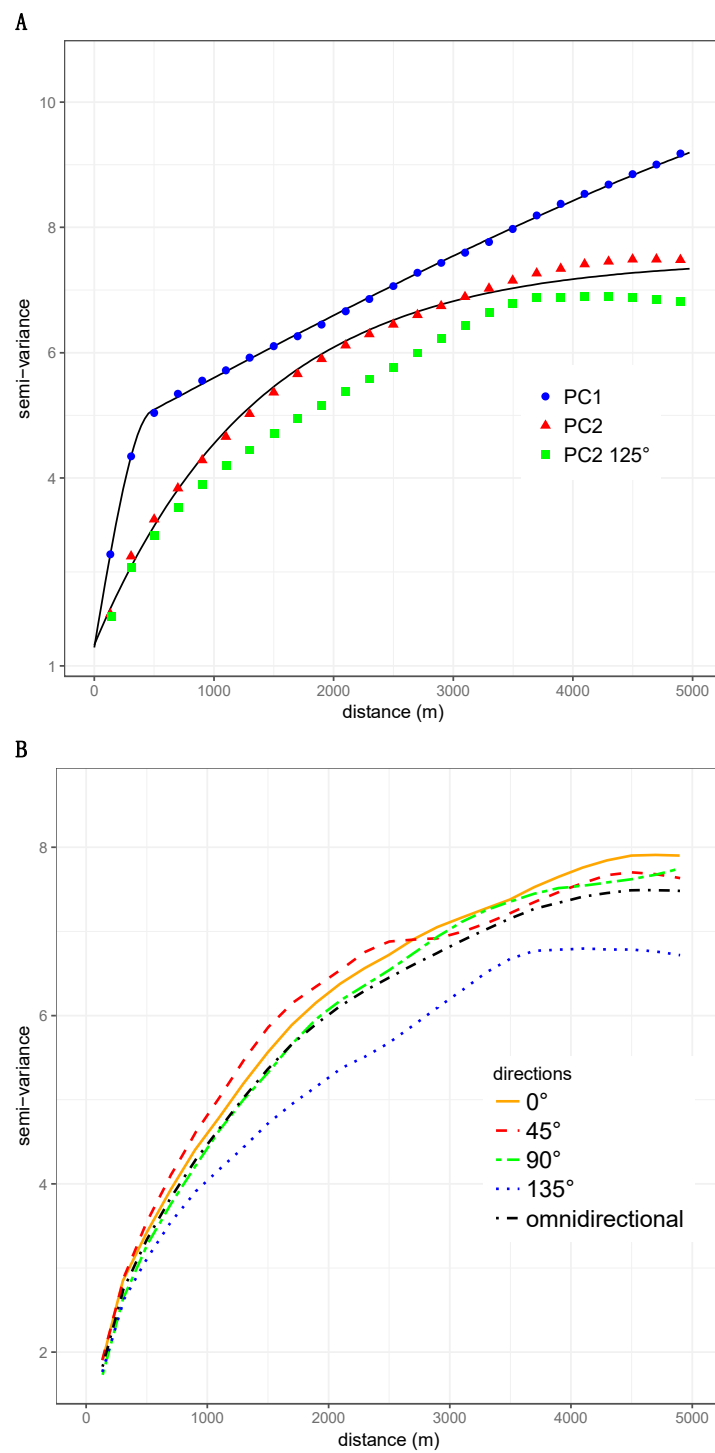 A
semi-variance
10
8
6
4
1
PC1
PC2
PC2 125°
0
1000
2000
3000
4000
5000
distance (m)
B
semi-variance
8
6
4
2
directions
0°
45°
90°
135°
omnidirectional
0
1000
2000
3000
4000
5000
distance (m)